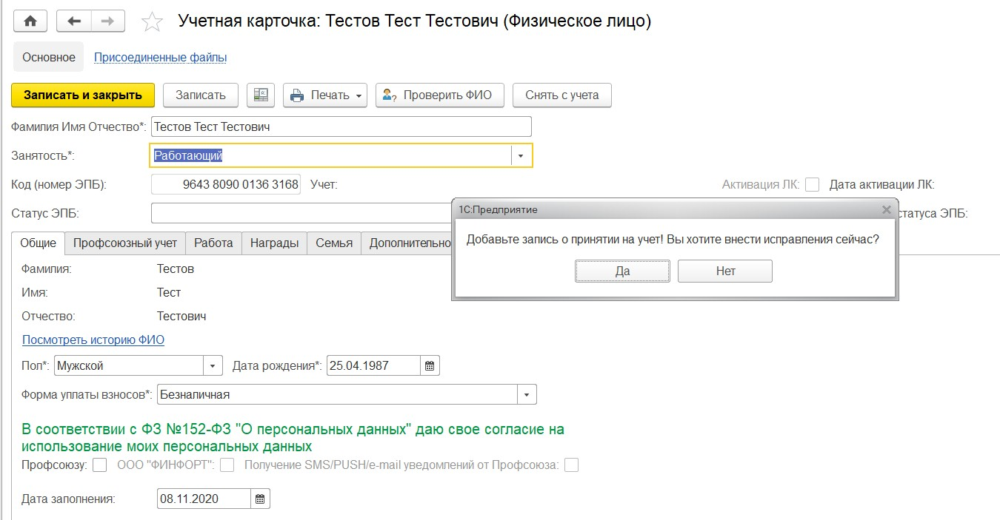 Учетная карточка: Тестов Тест Тестович (Физическое лицо)
Основное Присоединенные файлы
Записать и закрыть Записать Печать Проверить ФИО Снять с учета
Фамилия Имя Отчество*: Тестов Тест Тестович
Занятость*: Работающий
Код (номер ЭПБ): 9643 8090 0136 3168 Учет: Активация ЛК: Дата активации ЛК:
Статус ЭПБ: статуса ЭПБ:
1С:Предприятие
Добавьте запись о принятии на учет! Вы хотите внести исправления сейчас?
Да Нет
Общие Профсоюзный учет Работа Награды Семья Дополнительно
Фамилия: Тестов
Имя: Тест
Отчество: Тестович
Посмотреть историю ФИО
Пол*: Мужской Дата рождения*: 25.04.1987
Форма уплаты взносов*: Безналичная
В соответствии с ФЗ №152-ФЗ "О персональных данных" даю свое согласие на
использование моих персональных данных
Профсоюзу: ООО "ФИНФОРТ": Получение SMS/PUSH/e-mail уведомлений от Профсоюза:
Дата заполнения: 08.11.2020